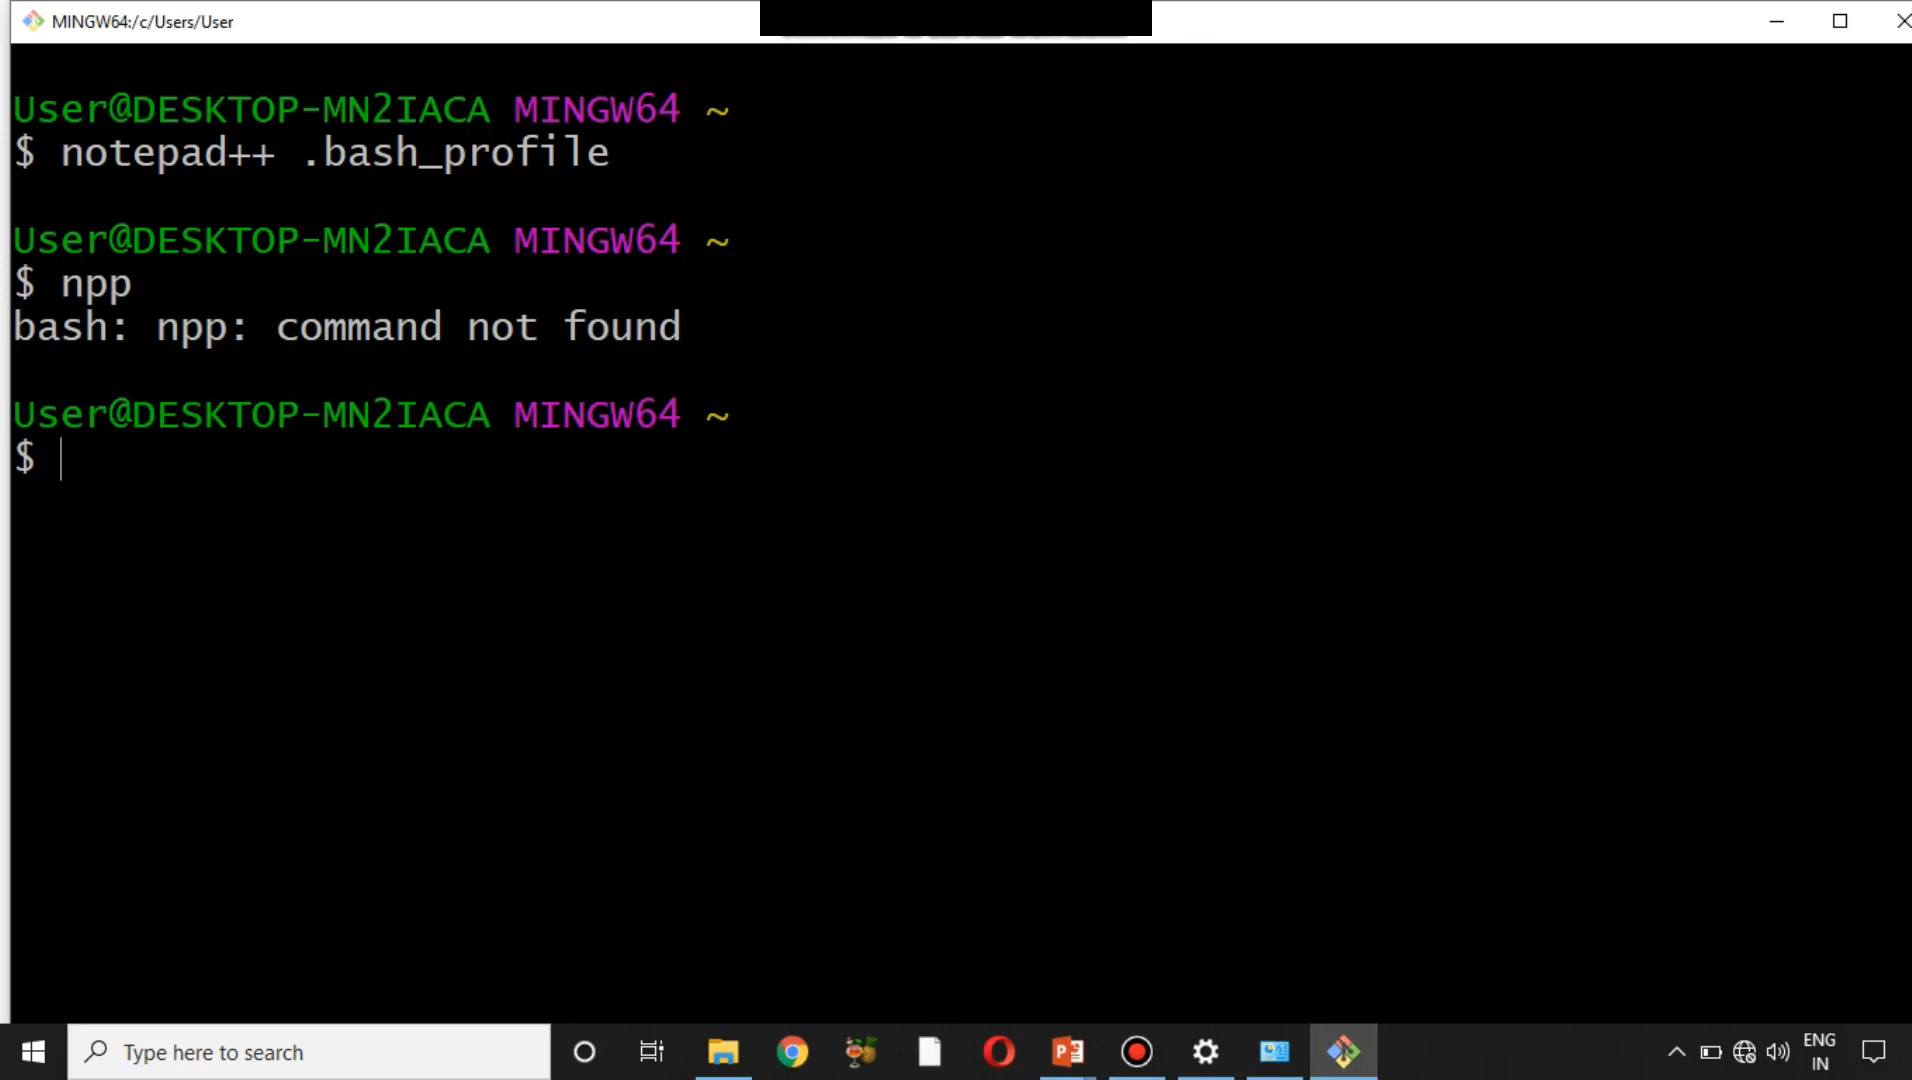 MINGW64:/c/Users/User
User@DESKTOP-MN2IACA MINGW64 ~
$ notepad++ .bash_profile
User@DESKTOP-MN2IACA MINGW64 ~
$ npp
bash: npp: command not found
User@DESKTOP-MN2IACA MINGW64 ~
$
Type here to search
ENG
IN